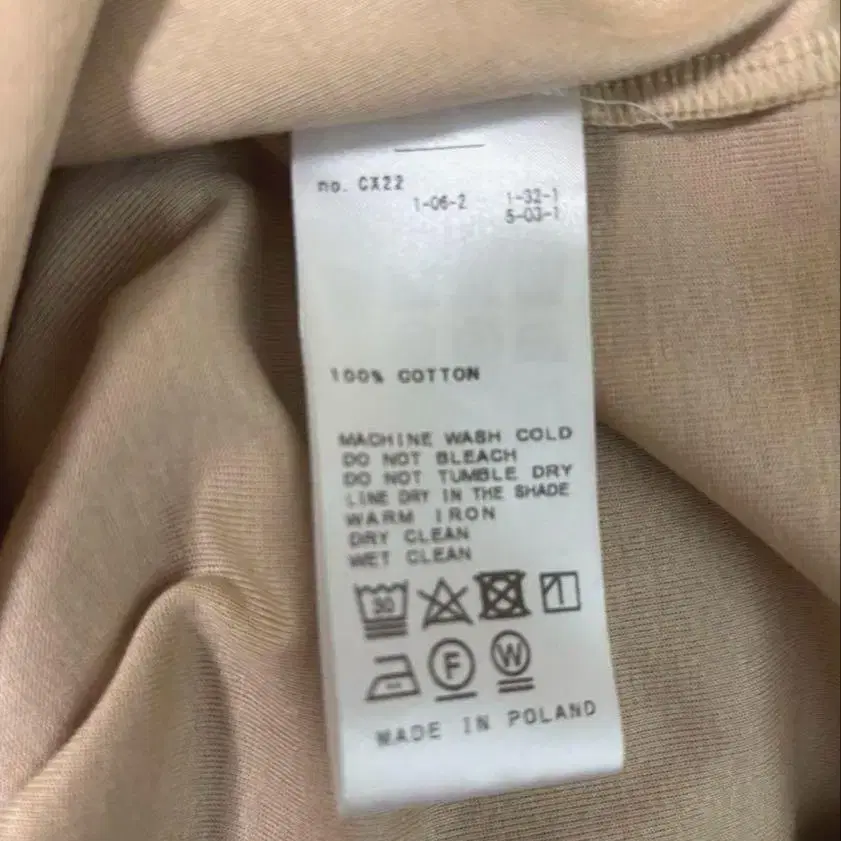 no. CX22
1-06-2 1-32-1
5-03-1
100% COTTON
MACHINE WASH COLD
DO NOT BLEACH
DO NOT TUMBLE DRY
LINE DRY IN THE SHADE
WARM IRON
DRY CLEAN
WET CLEAN
30
F W
MADE IN POLAND